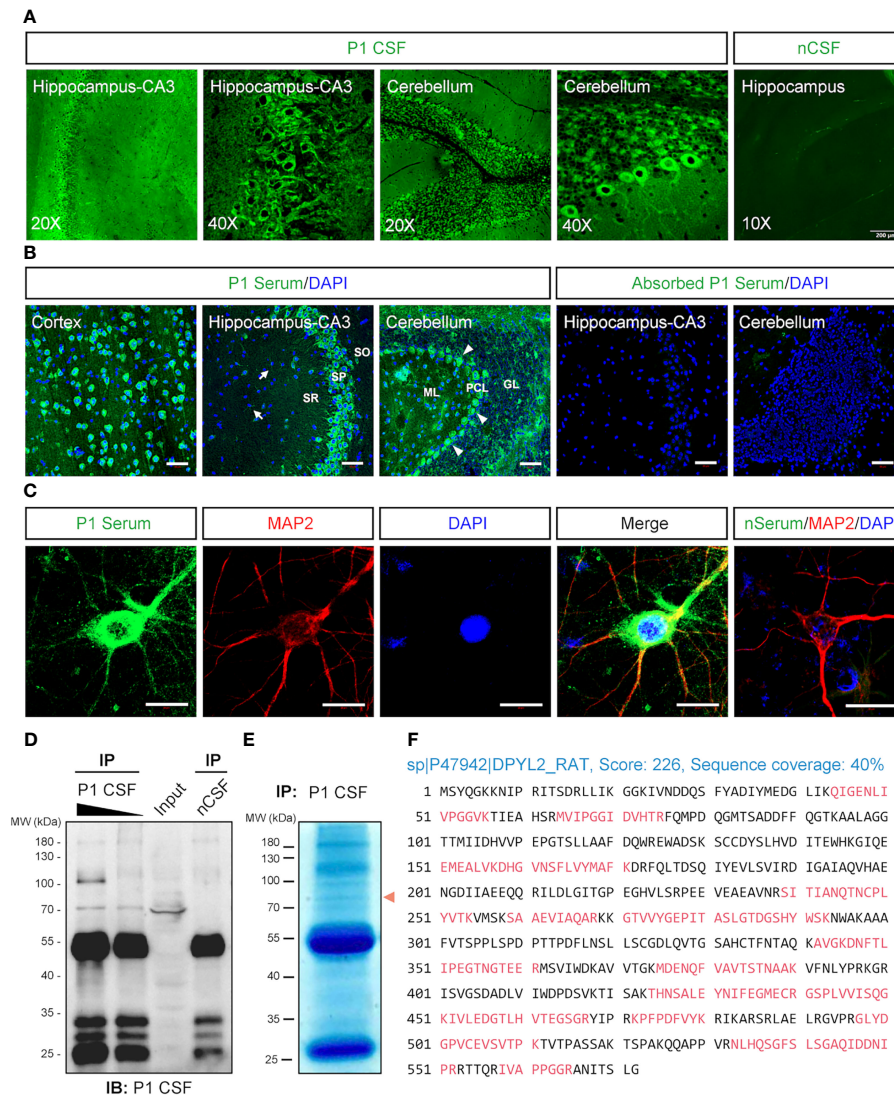 A
P1 CSF
nCSF
Hippocampus-CA3
Hippocampus-CA3
Cerebellum
Cerebellum
Hippocampus
20X
40X
20X
40X
10X
200 µm
B
P1 Serum/DAPI
Absorbed P1 Serum/DAPI
Cortex
Hippocampus-CA3
Cerebellum
Hippocampus-CA3
Cerebellum
SO
SP
SR
ML
PCL
GL
C
P1 Serum
MAP2
DAPI
Merge
nSerum/MAP2/DAPI
D
IP
P1 CSF
Input
IP
nCSF
MW (kDa)
180 -
130 -
100 -
70 -
55 -
40 -
35 -
25 -
IB: P1 CSF
E
IP: P1 CSF
MW (kDa)
180
130
100
70
55
40
35
25
F
sp|P47942|DPYL2_RAT, Score: 226, Sequence coverage: 40%
1 MSYQGKKNIP RITSDRLLIK GGKIVNDDQS FYADIYMEDG LIKQIGENLI
51 VPGGVKTIEA HSRMVIPGGI DVHTRFQMPD QGMTSADDFF QGTKAALAGG
101 TTMIIDHVVP EPGTSLLAAF DQWREWADSK SCCDYSLHVD ITEWHKGIQE
151 EMEALVKDHG VNSFLVYMAF KDRFQLTDSQ IYEVLSVIRD IGAIAQVHAE
201 NGDIIAEEQQ RILDLGITGP EGHVLSRPEE VEAEAVNRSI TIANQTNCPL
251 YVTKVMSKSA AEVIAQARKK GTVVYGEPIT ASLGTDGSHY WSKNWAKAAA
301 FVTSPPLSPD PTTPDFLNSL LSCGDLQVTG SAHCTFNTAQ KAVGKDNFTL
351 IPEGTNGTEE RMSVIWDKAV VTGKMDENQF VAVTSTNAAK VFNLYPRKGR
401 ISVGSDADLV IWDPDSVKTI SAKTHNSALE YNIFEGMECR GSPLVVISQG
451 KIVLEDGTLH VTEGSGRYIP RKPFPDFVYK RIKARSRLAE LRGVPRGLYD
501 GPVCEVSVTP KTVTPASSAK TSPAKQQAPP VRNLHQSGFS LSGAQIDDNI
551 PRRTTQRIVA PPGGRANITS LG